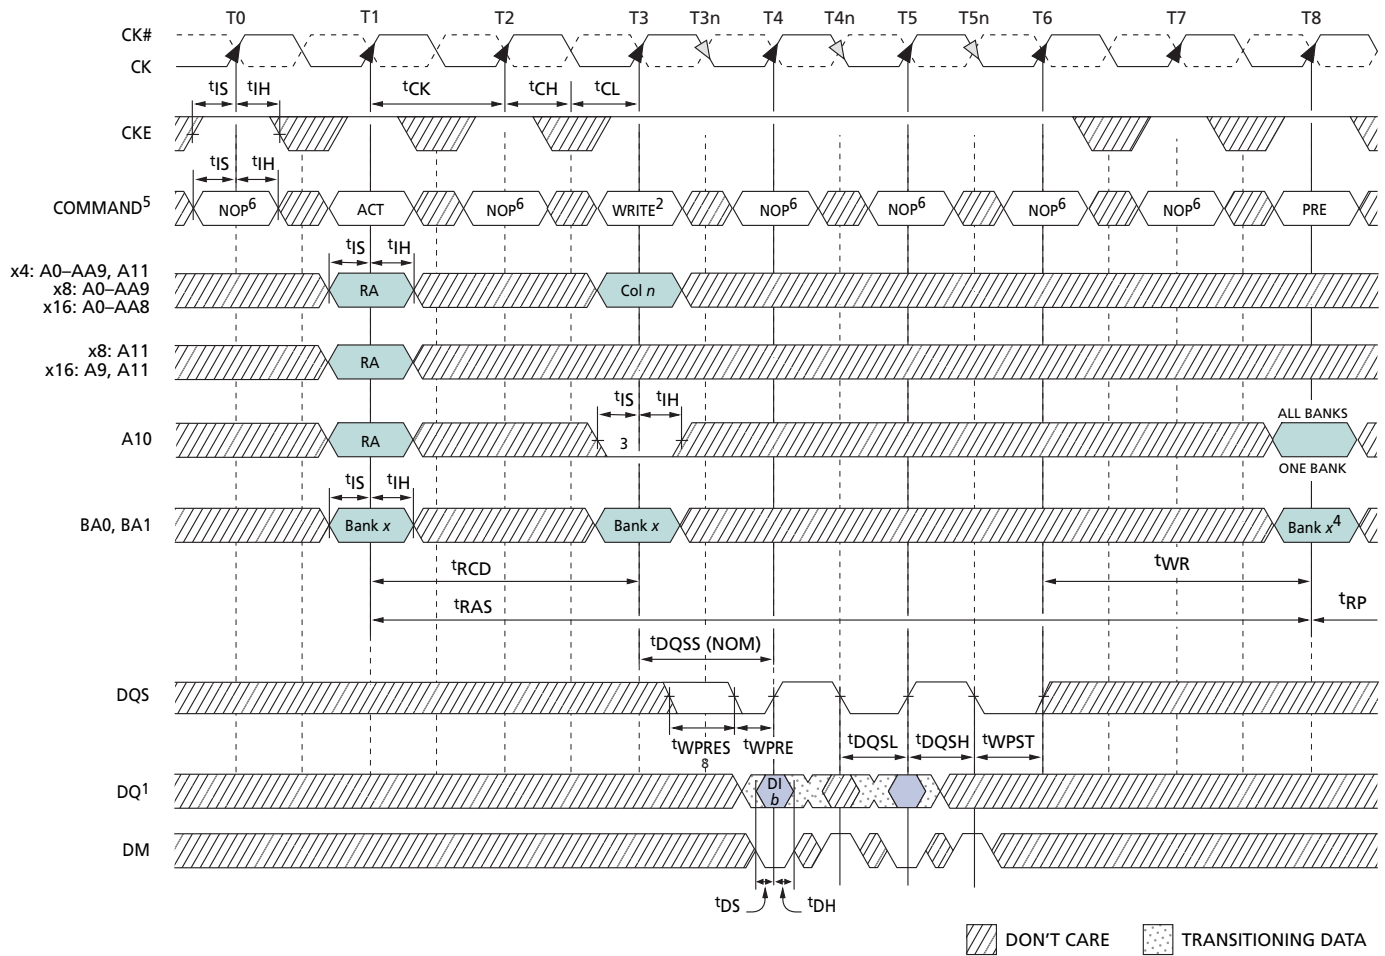 T0 T1 T2 T3 T3n T4 T4n T5 T5n T6 T7 T8
CK#
CK
tIS tIH tCK tCH tCL
CKE
tIS tIH
COMMAND5 NOP6 ACT NOP6 WRITE2 NOP6 NOP6 NOP6 NOP6 PRE
tIS tIH
x4: A0–AA9, A11
x8: A0–AA9 RA Col n
x16: A0–AA8
x8: A11
x16: A9, A11 RA
tIS tIH
ALL BANKS
A10 RA 3
ONE BANK
tIS tIH
BA0, BA1 Bank x Bank x Bank x4
tRCD tWR
tRAS tRP
tDQSS (NOM)
DQS
tWPRES tWPRE tDQSL tDQSH tWPST
8
DQ1 DI
b
DM
tDS tDH
DON'T CARE TRANSITIONING DATA